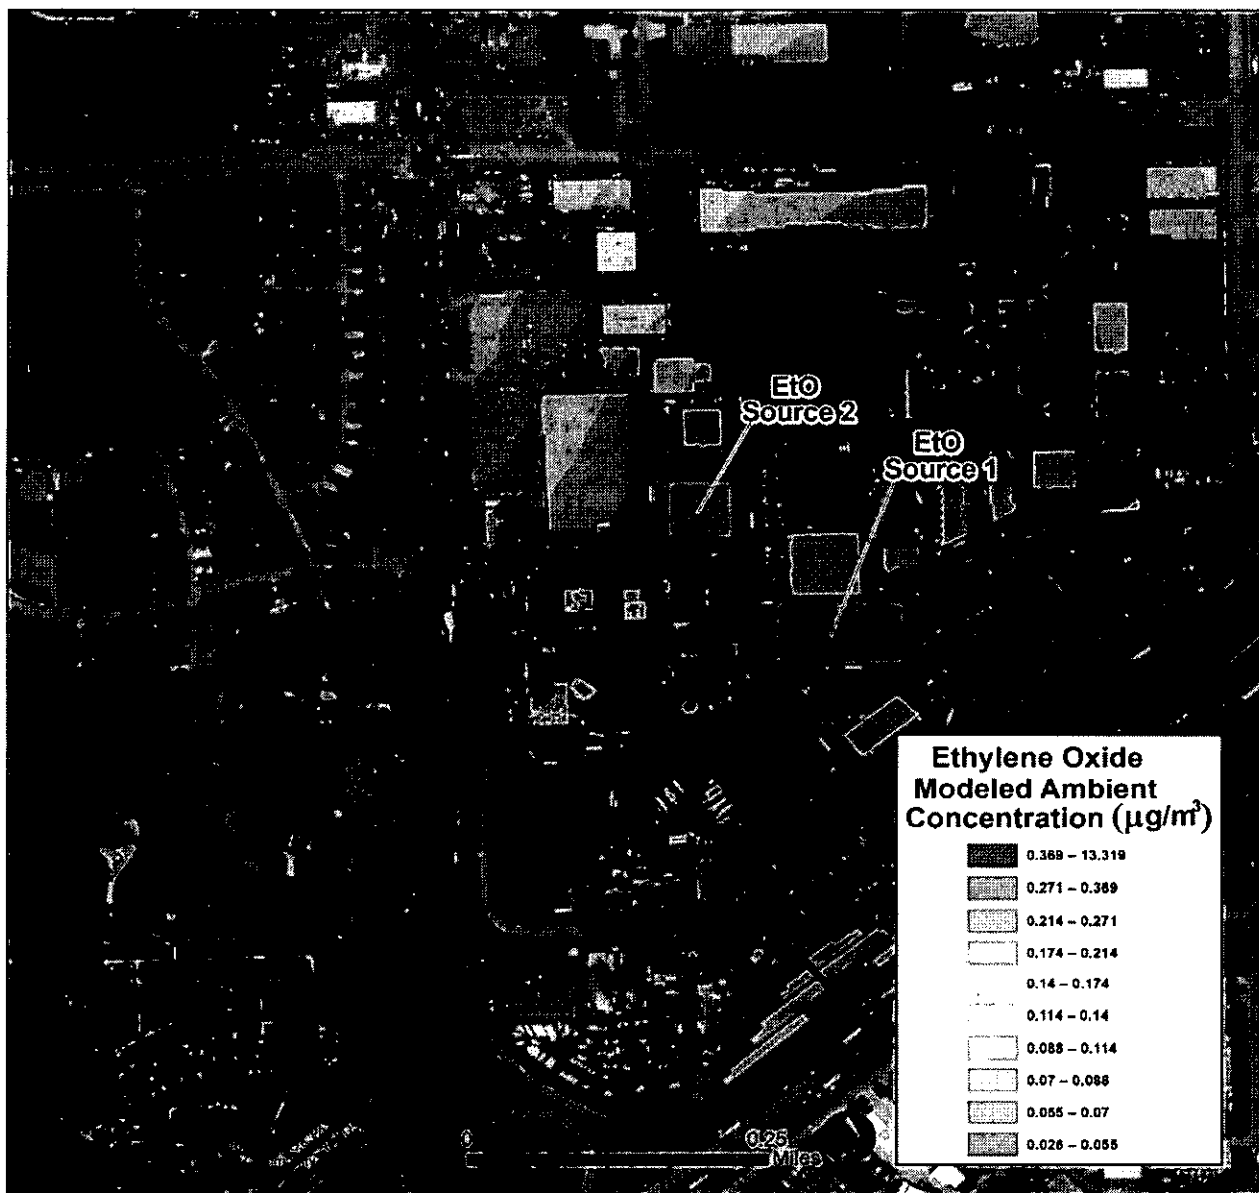 EtO
Source 2
EtO
Source 1
Ethylene Oxide
Modeled Ambient
Concentration (µg/m³)
0.369 – 13.319
0.271 – 0.369
0.214 – 0.271
0.174 – 0.214
0.14 – 0.174
0.114 – 0.14
0.088 – 0.114
0.07 – 0.088
0.055 – 0.07
0.026 – 0.055
0 0.25
Miles